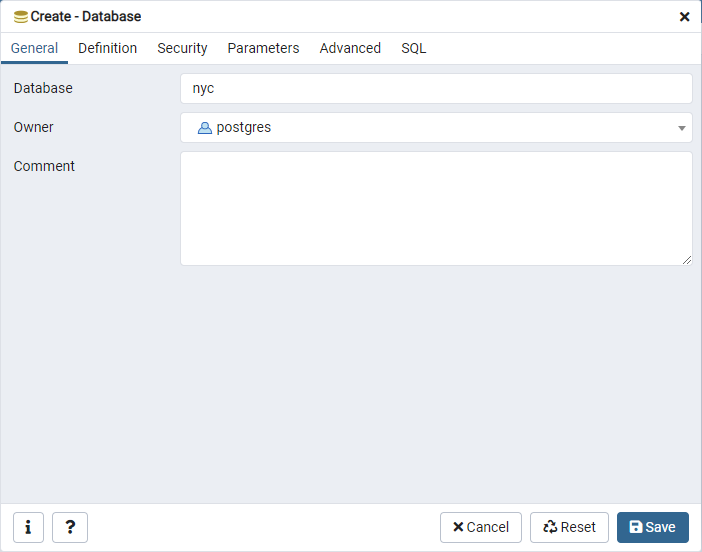 Create - Database
General Definition Security Parameters Advanced SQL
Database nyc
Owner postgres
Comment
i ? Cancel Reset Save